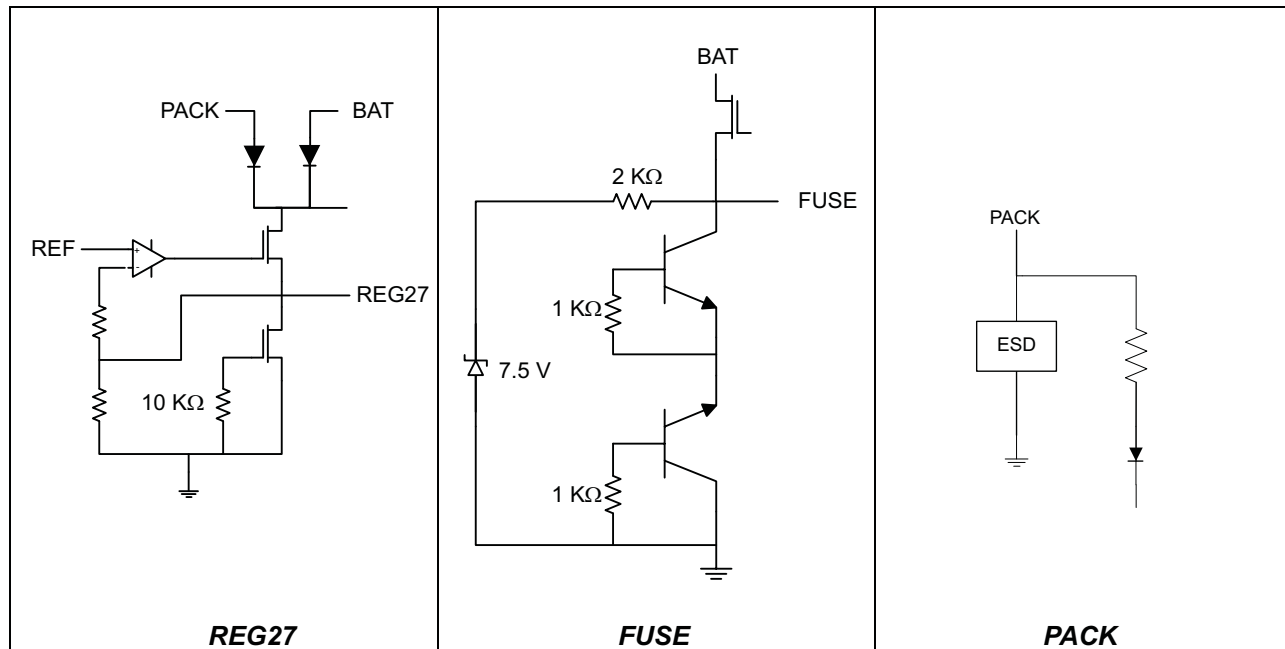 PACK
BAT
REF
+
-
REG27
10 KΩ
REG27
BAT
2 KΩ
FUSE
1 KΩ
7.5 V
1 KΩ
FUSE
PACK
ESD
PACK